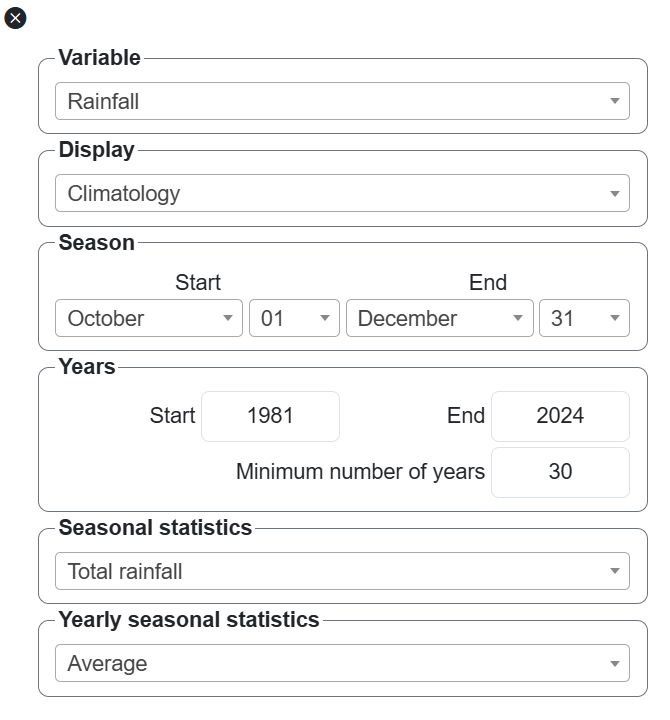 Variable
Rainfall
Display
Climatology
Season
Start End
October 01 December 31
Years
Start 1981 End 2024
Minimum number of years 30
Seasonal statistics
Total rainfall
Yearly seasonal statistics
Average